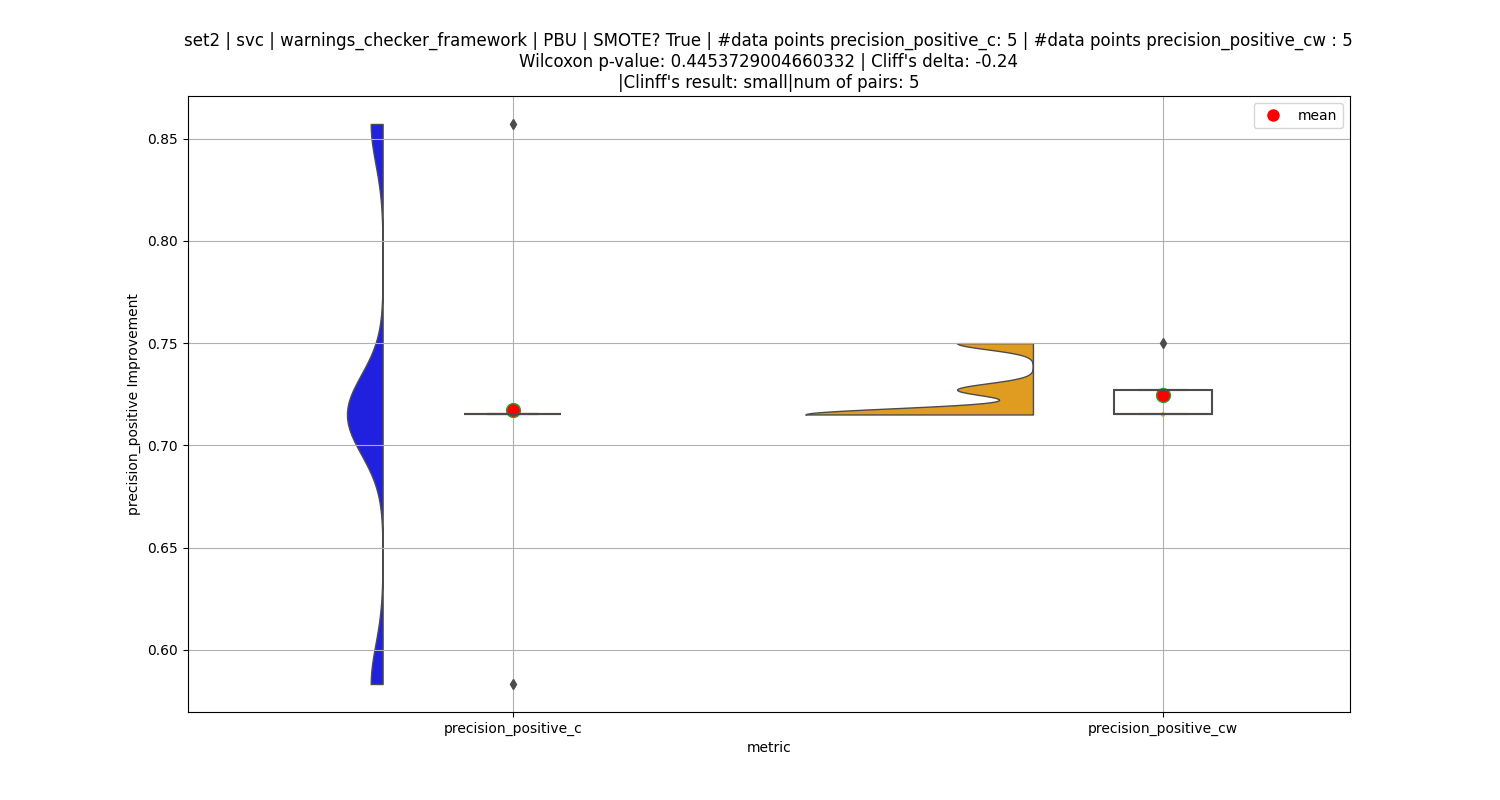 set2 | svc | warnings_checker_framework | PBU | SMOTE? True | #data points precision_positive_c: 5 | #data points precision_positive_cw : 5
Wilcoxon p-value: 0.4453729004660332 | Cliff's delta: -0.24
|Clinff's result: small|num of pairs: 5
mean
0.85
0.80
0.75
0.70
0.65
0.60
precision_positive Improvement
precision_positive_c
precision_positive_cw
metric